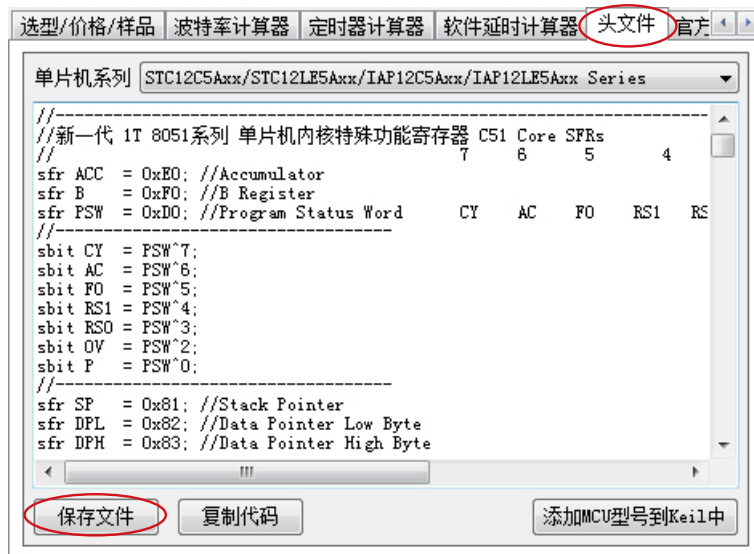 选型/价格/样品 波特率计算器 定时器计算器 软件延时计算器 头文件 官方
单片机系列 STC12C5Axx/STC12LE5Axx/IAP12C5Axx/IAP12LE5Axx Series
//--------------------------------------------------------------------------------
//新一代 1T 8051系列 单片机内核特殊功能寄存器 C51 Core SFRs
// 7 6 5 4
sfr ACC = 0xE0; //Accumulator
sfr B = 0xF0; //B Register
sfr PSW = 0xD0; //Program Status Word CY AC F0 RS1 RS
//-----------------------------------
sbit CY = PSW^7;
sbit AC = PSW^6;
sbit F0 = PSW^5;
sbit RS1 = PSW^4;
sbit RS0 = PSW^3;
sbit OV = PSW^2;
sbit P = PSW^0;
//-----------------------------------
sfr SP = 0x81; //Stack Pointer
sfr DPL = 0x82; //Data Pointer Low Byte
sfr DPH = 0x83; //Data Pointer High Byte
保存文件 复制代码 添加MCU型号到Keil中